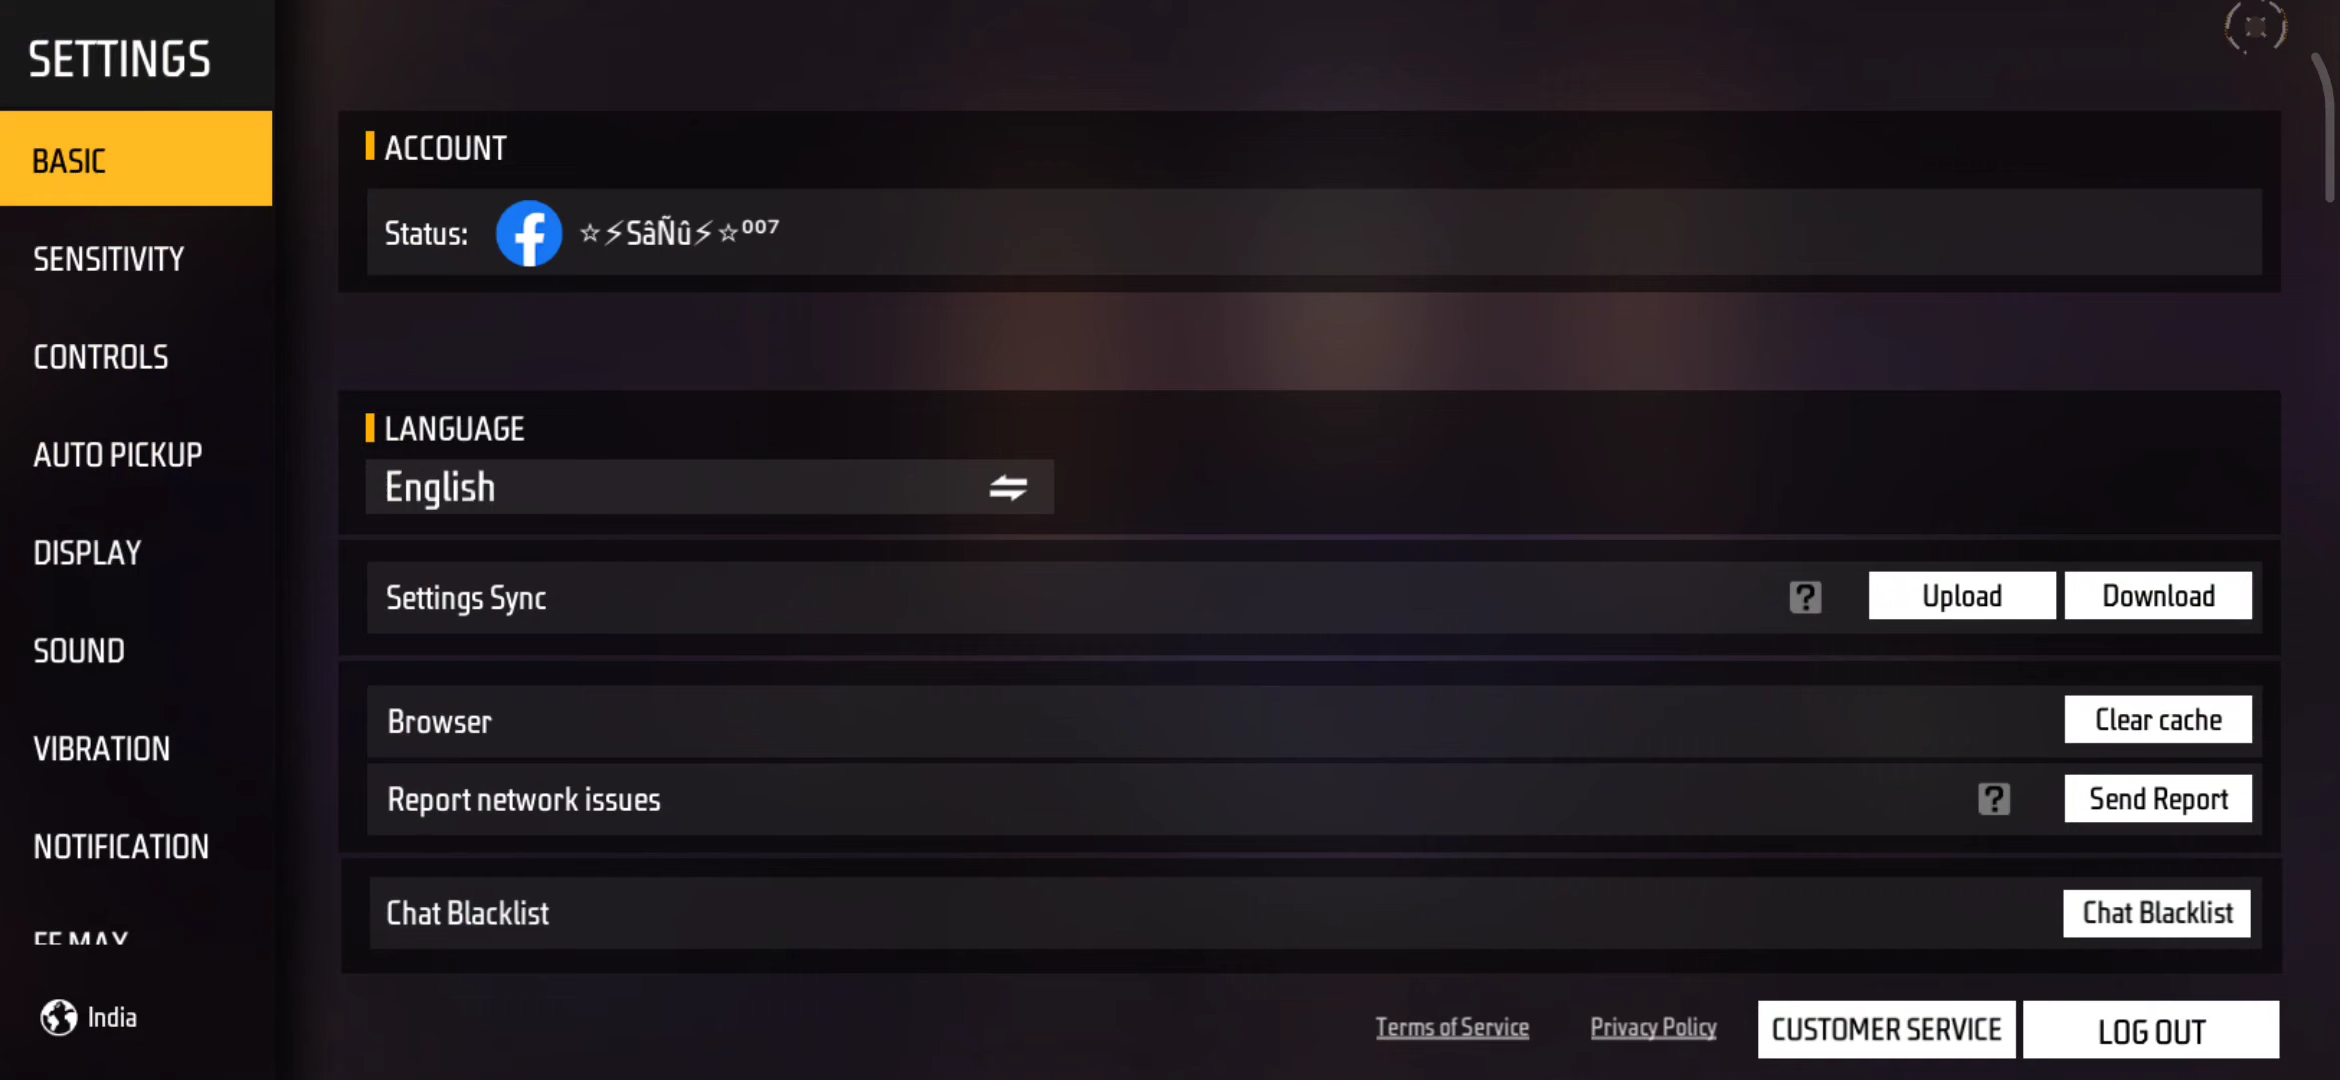 SETTINGS
BASIC
SENSITIVITY
CONTROLS
AUTO PICKUP
DISPLAY
SOUND
VIBRATION
NOTIFICATION
FF MAX
India
ACCOUNT
Status: ☆⚡SâÑû⚡☆⁰⁰⁷
LANGUAGE
English
Settings Sync ? Upload Download
Browser Clear cache
Report network issues ? Send Report
Chat Blacklist Chat Blacklist
Terms of Service Privacy Policy CUSTOMER SERVICE LOG OUT